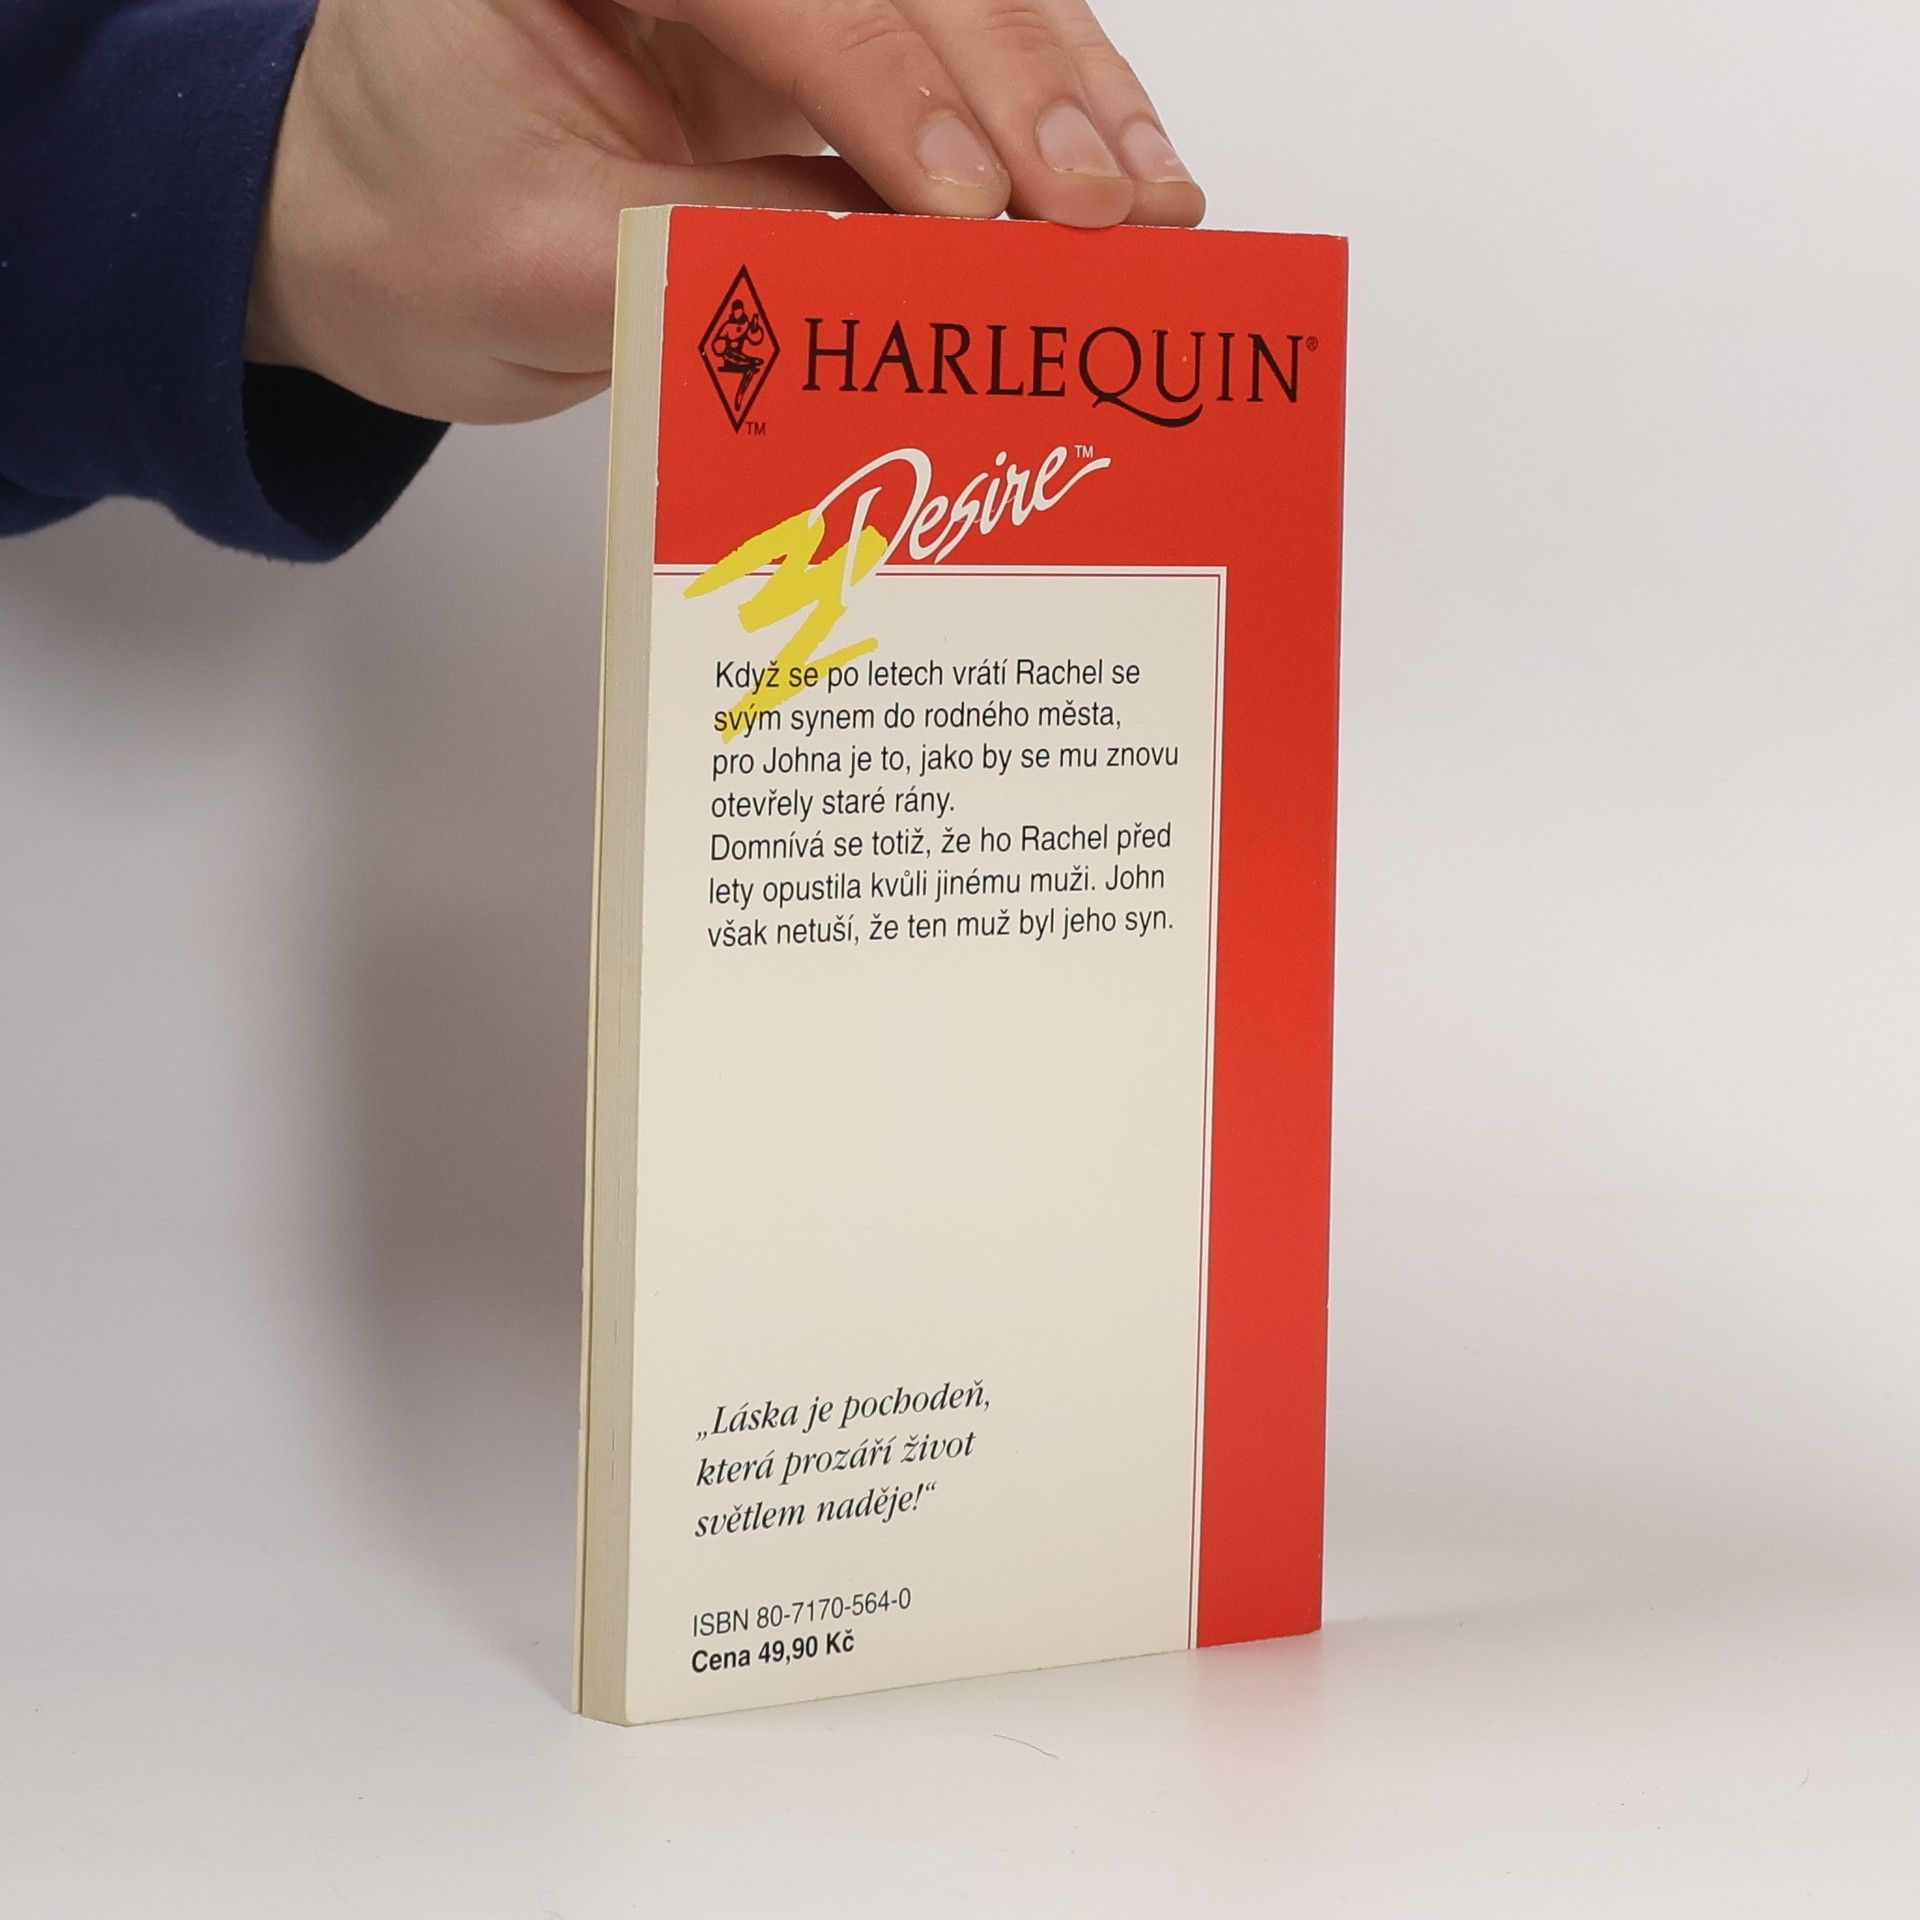 HARLEQUIN®
TM
Desire™
Když se po letech vrátí Rachel se
svým synem do rodného města,
pro Johna je to, jako by se mu znovu
otevřely staré rány.
Domnívá se totiž, že ho Rachel před
lety opustila kvůli jinému muži. John
však netuší, že ten muž byl jeho syn.
„Láska je pochodeň,
která prozáří život
světlem naděje!“
ISBN 80-7170-564-0
Cena 49,90 Kč